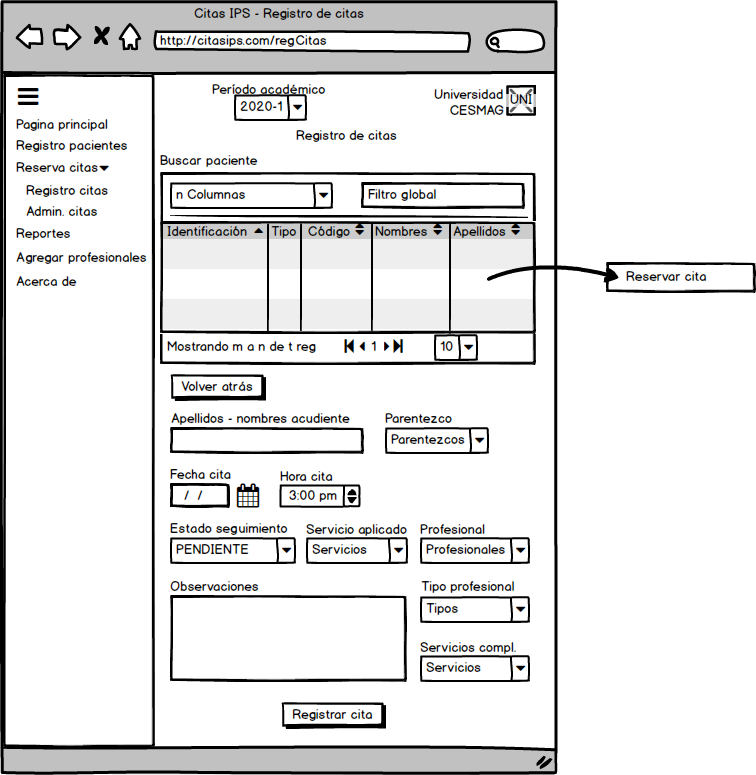 Citas IPS - Registro de citas
http://citasips.com/regCitas
Pagina principal
Registro pacientes
Reserva citas
Registro citas
Admin. citas
Reportes
Agregar profesionales
Acerca de
Período académico
2020-1
Universidad
CESMAG
UNI
Registro de citas
Buscar paciente
n Columnas
Filtro global
Identificación Tipo Código Nombres Apellidos
Reservar cita
Mostrando m a n de t reg 1 10
Volver atrás
Apellidos - nombres acudiente Parentezco
Parentezcos
Fecha cita Hora cita
/ / 3:00 pm
Estado seguimiento Servicio aplicado Profesional
PENDIENTE Servicios Profesionales
Observaciones Tipo profesional
Tipos
Servicios compl.
Servicios
Registrar cita